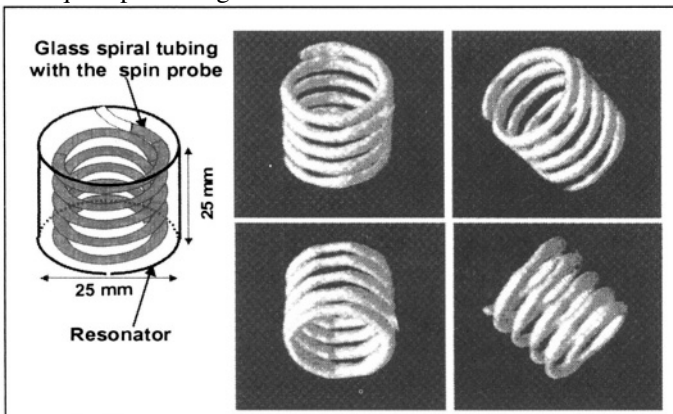 Glass spiral tubing
with the spin probe
25 mm
25 mm
Resonator